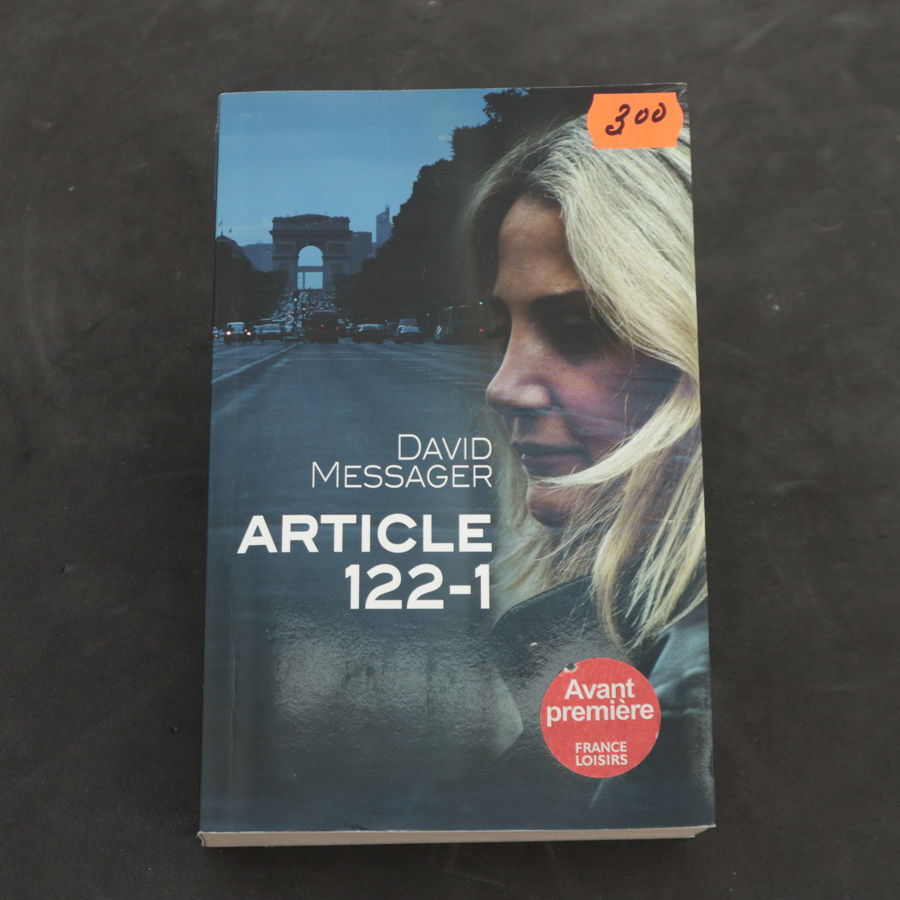 300
DAVID
MESSAGER
ARTICLE
122-1
Avant
première
FRANCE
LOISIRS